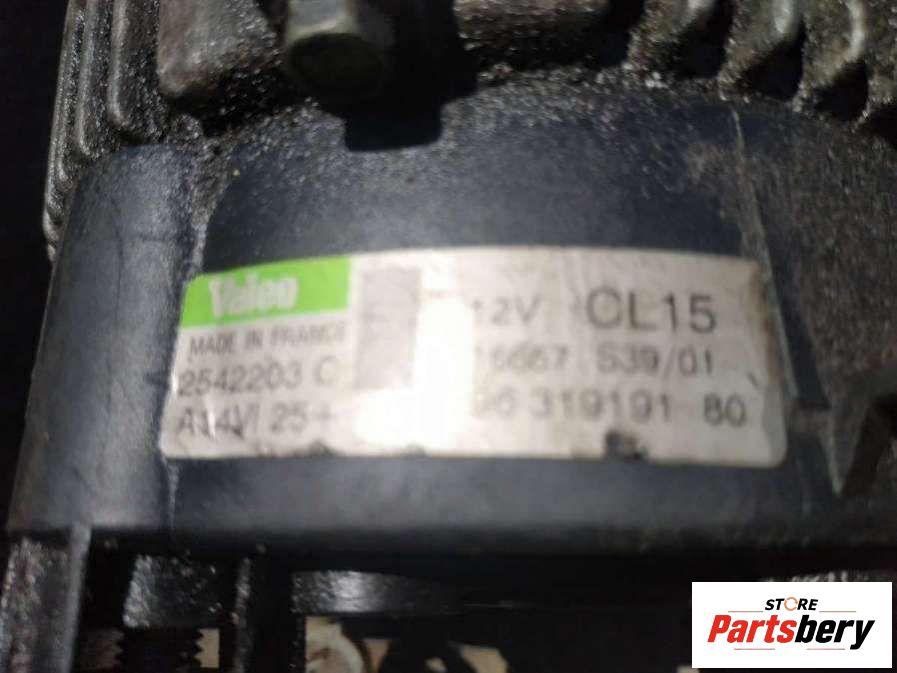 Valeo
MADE IN FRANCE
2542203 C
12V CL15
S39/01
96 319191 80
STORE
Partsbery